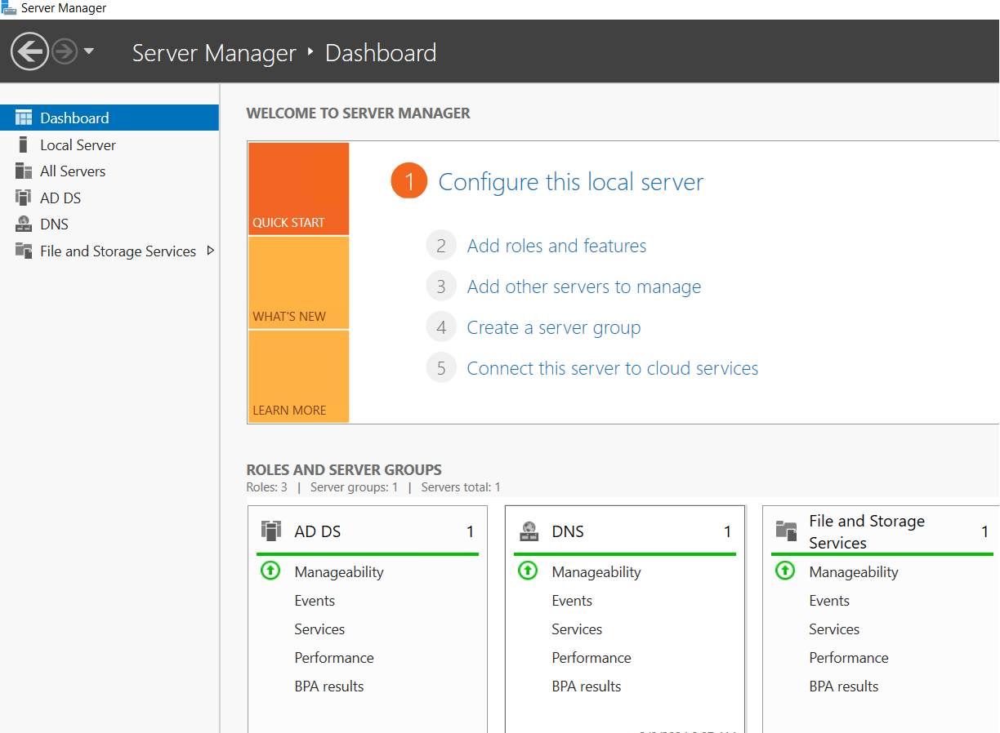 Server Manager
Server Manager ‣ Dashboard
Dashboard
Local Server
All Servers
AD DS
DNS
File and Storage Services
WELCOME TO SERVER MANAGER
QUICK START
WHAT'S NEW
LEARN MORE
1 Configure this local server
2 Add roles and features
3 Add other servers to manage
4 Create a server group
5 Connect this server to cloud services
ROLES AND SERVER GROUPS
Roles: 3 | Server groups: 1 | Servers total: 1
AD DS 1
Manageability
Events
Services
Performance
BPA results
DNS 1
Manageability
Events
Services
Performance
BPA results
File and Storage
Services 1
Manageability
Events
Services
Performance
BPA results